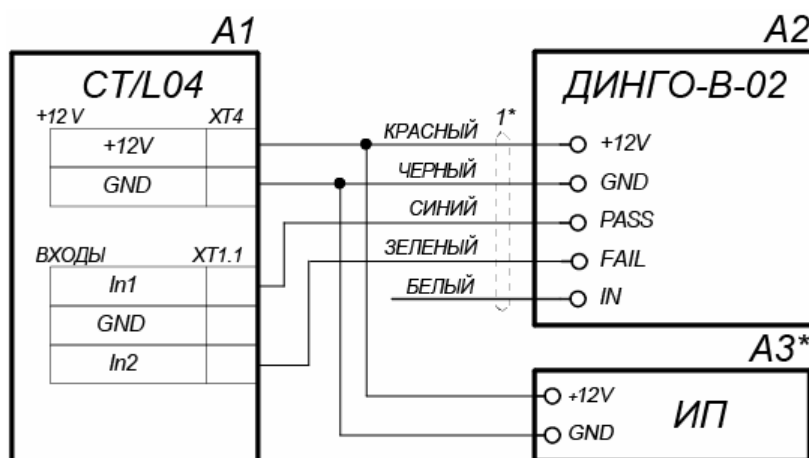 A1
СТ/L04
+12 V XT4
+12V
GND
ВХОДЫ XT1.1
In1
GND
In2
1*
КРАСНЫЙ
ЧЕРНЫЙ
СИНИЙ
ЗЕЛЕНЫЙ
БЕЛЫЙ
A2
ДИНГО-В-02
+12V
GND
PASS
FAIL
IN
A3*
+12V
GND
ИП